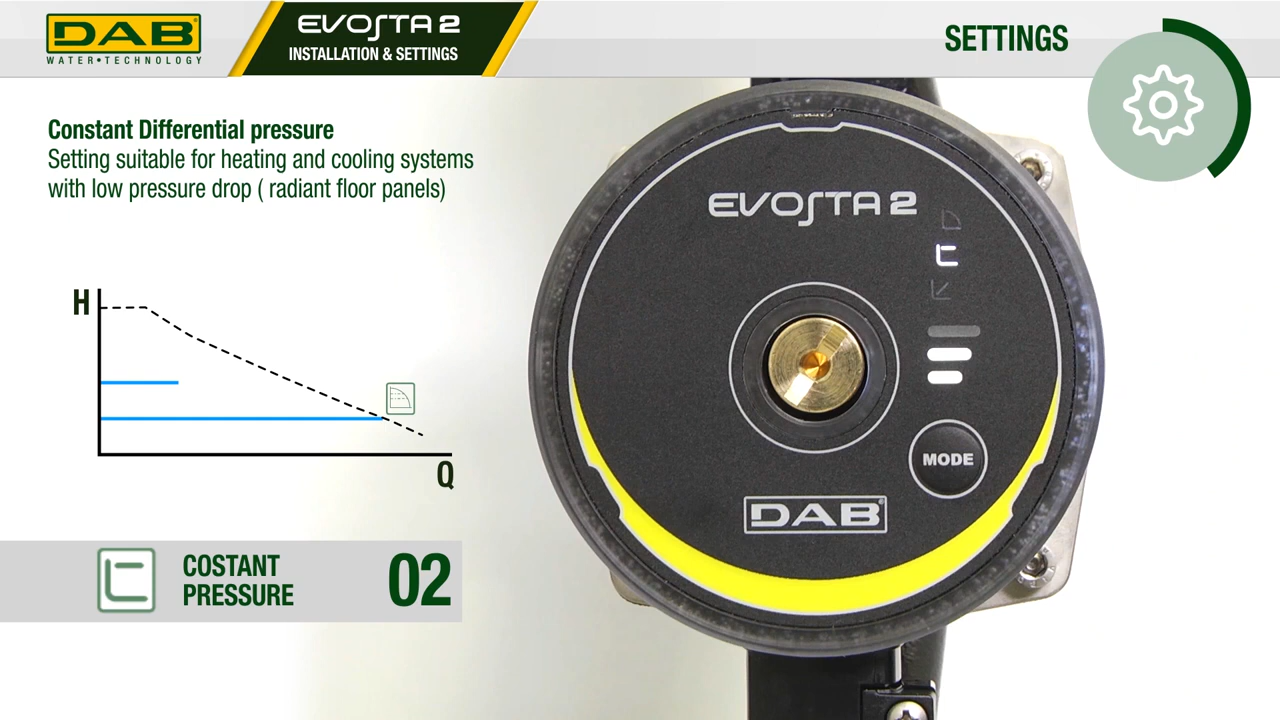 DAB
WATER•TECHNOLOGY
EVOSTA 2
INSTALLATION & SETTINGS
SETTINGS
Constant Differential pressure
Setting suitable for heating and cooling systems
with low pressure drop ( radiant floor panels)
H
Q
COSTANT
PRESSURE
02
EVOSTA 2
MODE
DAB